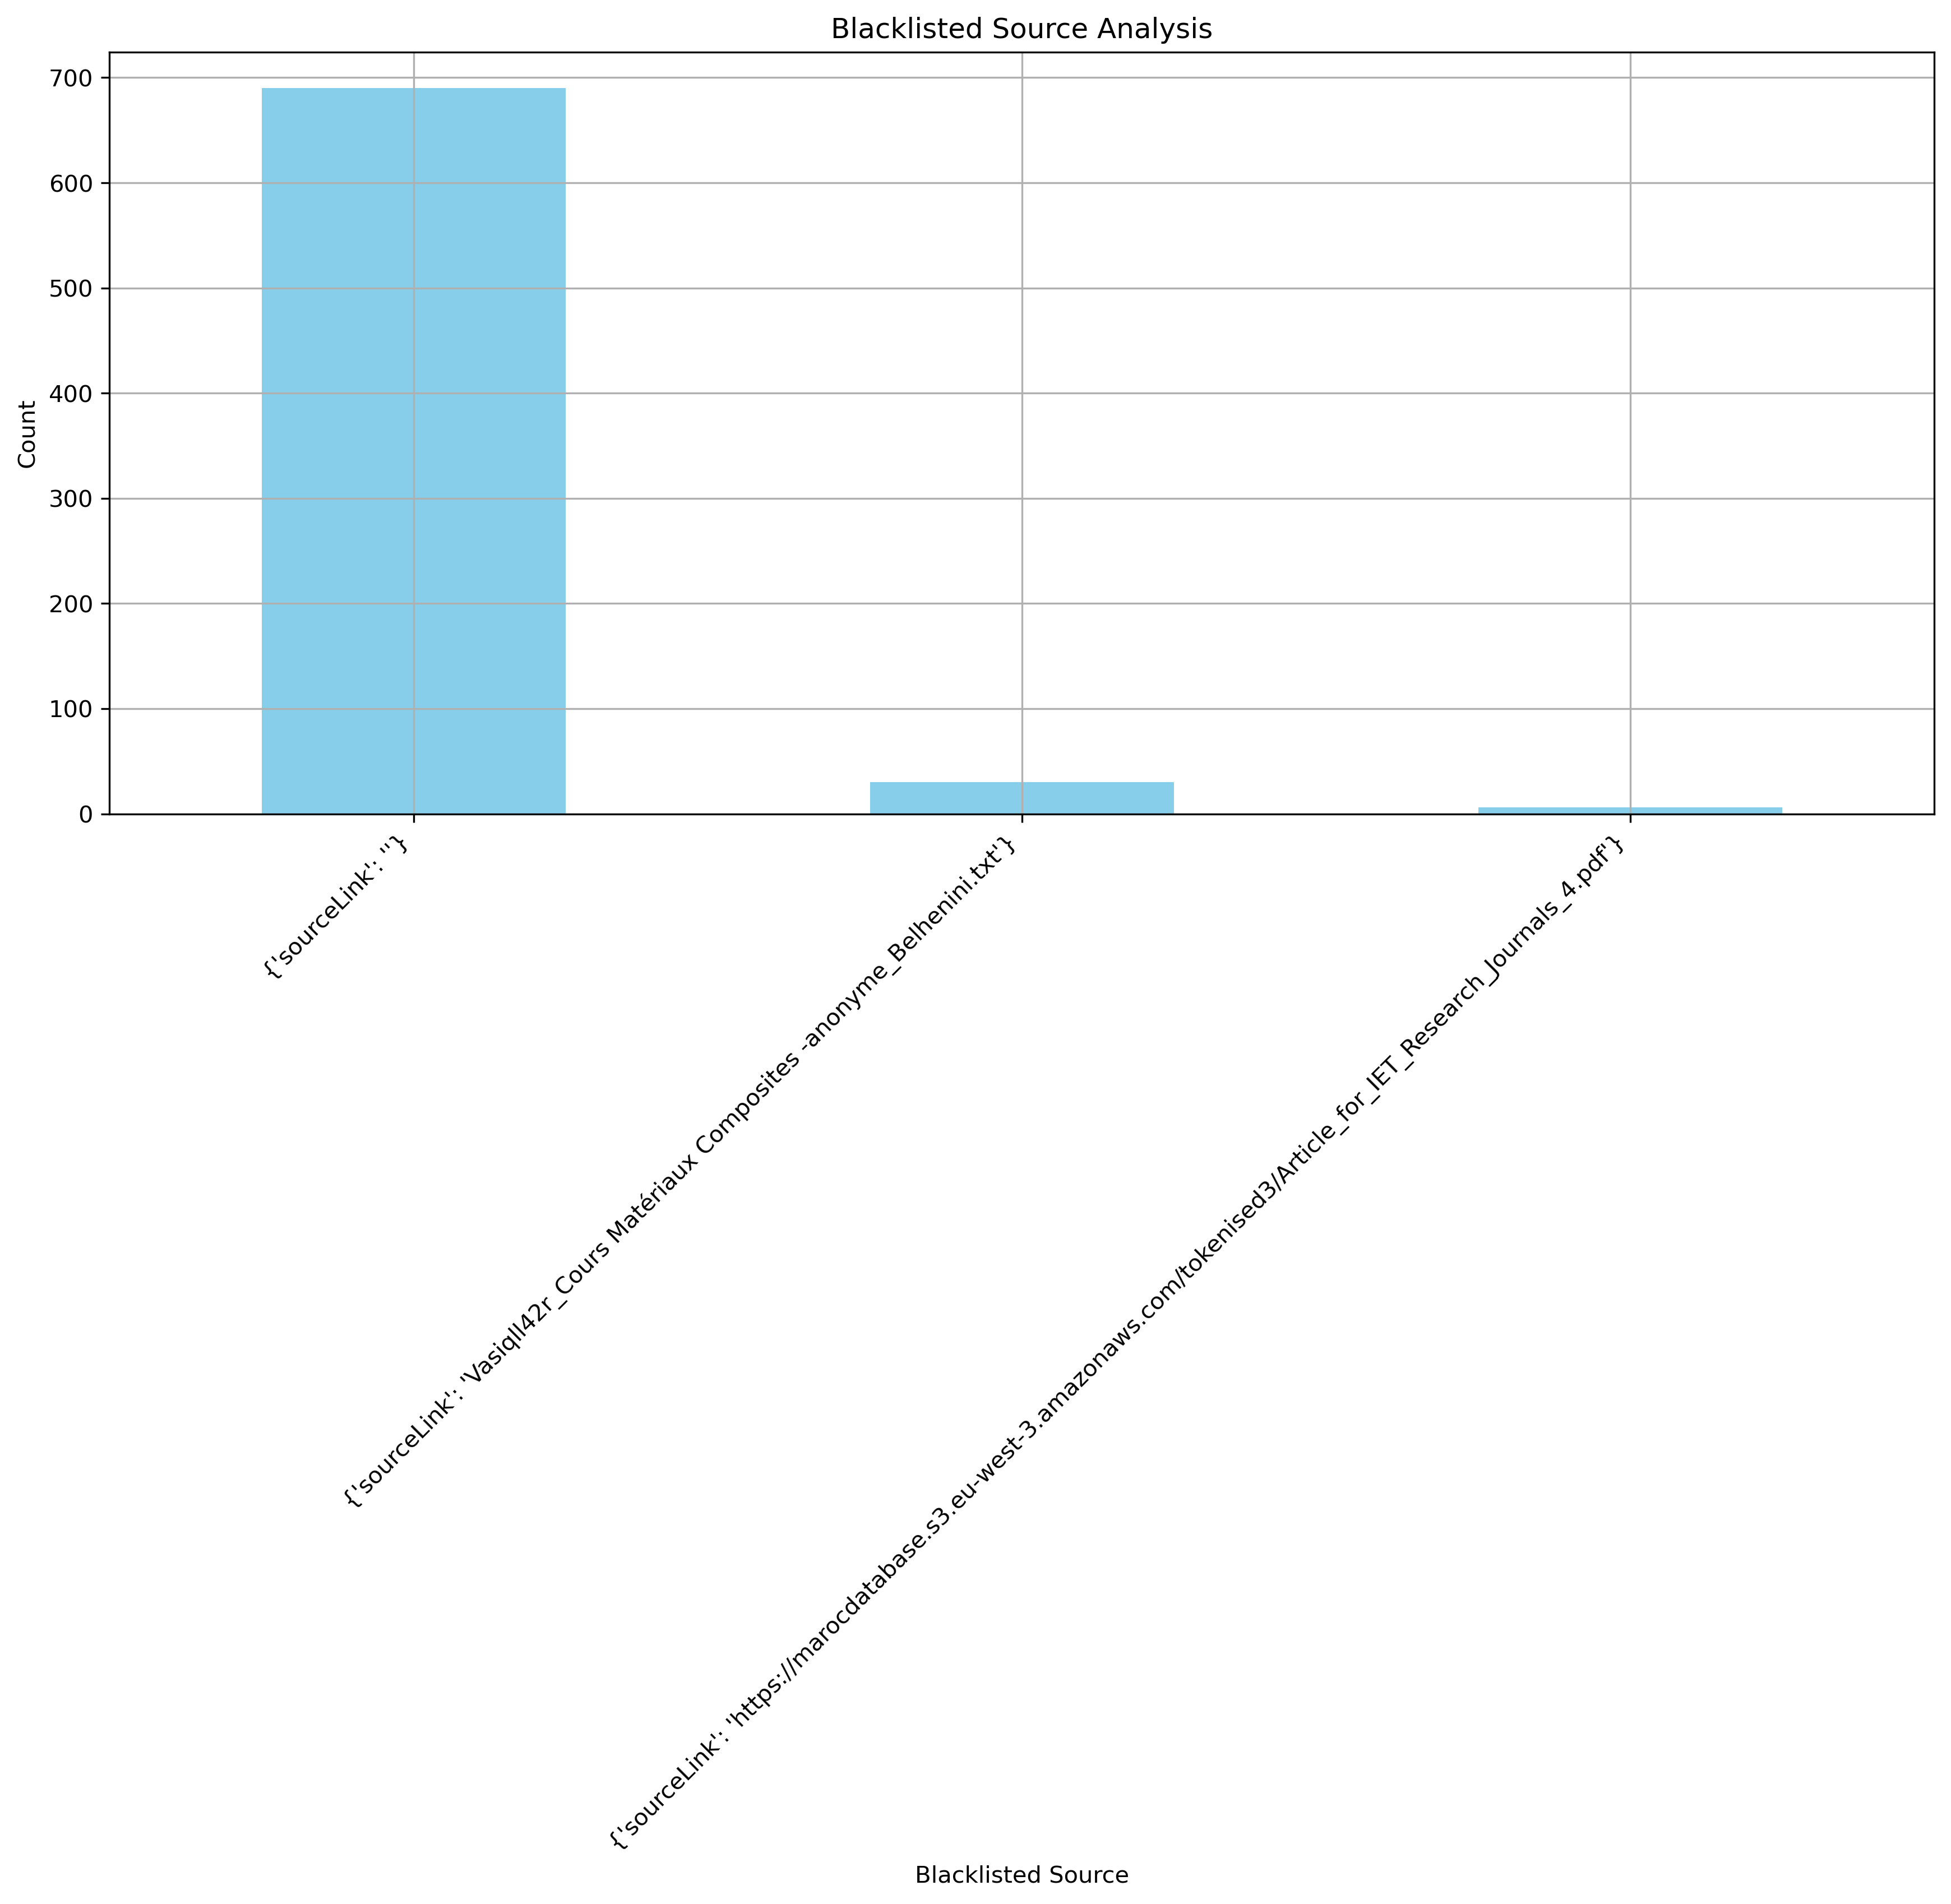 Blacklisted Source Analysis
Count
700
600
500
400
300
200
100
0
{'sourceLink': ''}
{'sourceLink': 'Vasiqll42r_Cours Matériaux Composites -anonyme_Belhenini.txt'}
{'sourceLink': 'https://marocdatabase.s3.eu-west-3.amazonaws.com/tokenised3/Article_for_IET_Research_Journals_4.pdf'}
Blacklisted Source